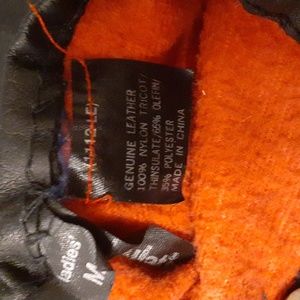 GENUINE LEATHER
100% NYLON TRICOT/
THINSULATE/65% OLEFIN/
35% POLYESTER
MADE IN CHINA
ladies
M